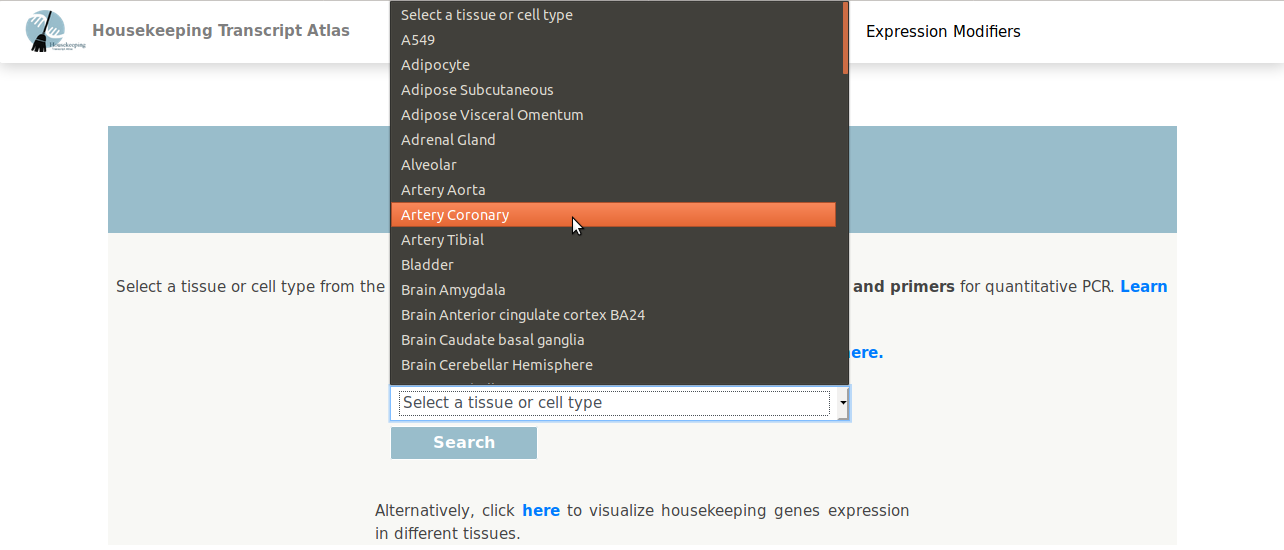 Housekeeping
Housekeeping Transcript Atlas
Expression Modifiers
Select a tissue or cell type
A549
Adipocyte
Adipose Subcutaneous
Adipose Visceral Omentum
Adrenal Gland
Alveolar
Artery Aorta
Artery Coronary
Artery Tibial
Bladder
Brain Amygdala
Brain Anterior cingulate cortex BA24
Brain Caudate basal ganglia
Brain Cerebellar Hemisphere
Select a tissue or cell type from the and primers for quantitative PCR. Learn
here.
Select a tissue or cell type
Search
Alternatively, click here to visualize housekeeping genes expression
in different tissues.